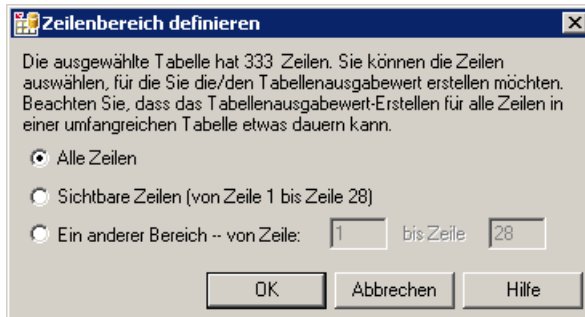 Zeilenbereich definieren
Die ausgewählte Tabelle hat 333 Zeilen. Sie können die Zeilen
auswählen, für die Sie die/den Tabellenausgabewert erstellen möchten.
Beachten Sie, dass das Tabellenausgabewert-Erstellen für alle Zeilen in
einer umfangreichen Tabelle etwas dauern kann.
Alle Zeilen
Sichtbare Zeilen (von Zeile 1 bis Zeile 28)
Ein anderer Bereich -- von Zeile: 1 bis Zeile 28
OK Abbrechen Hilfe